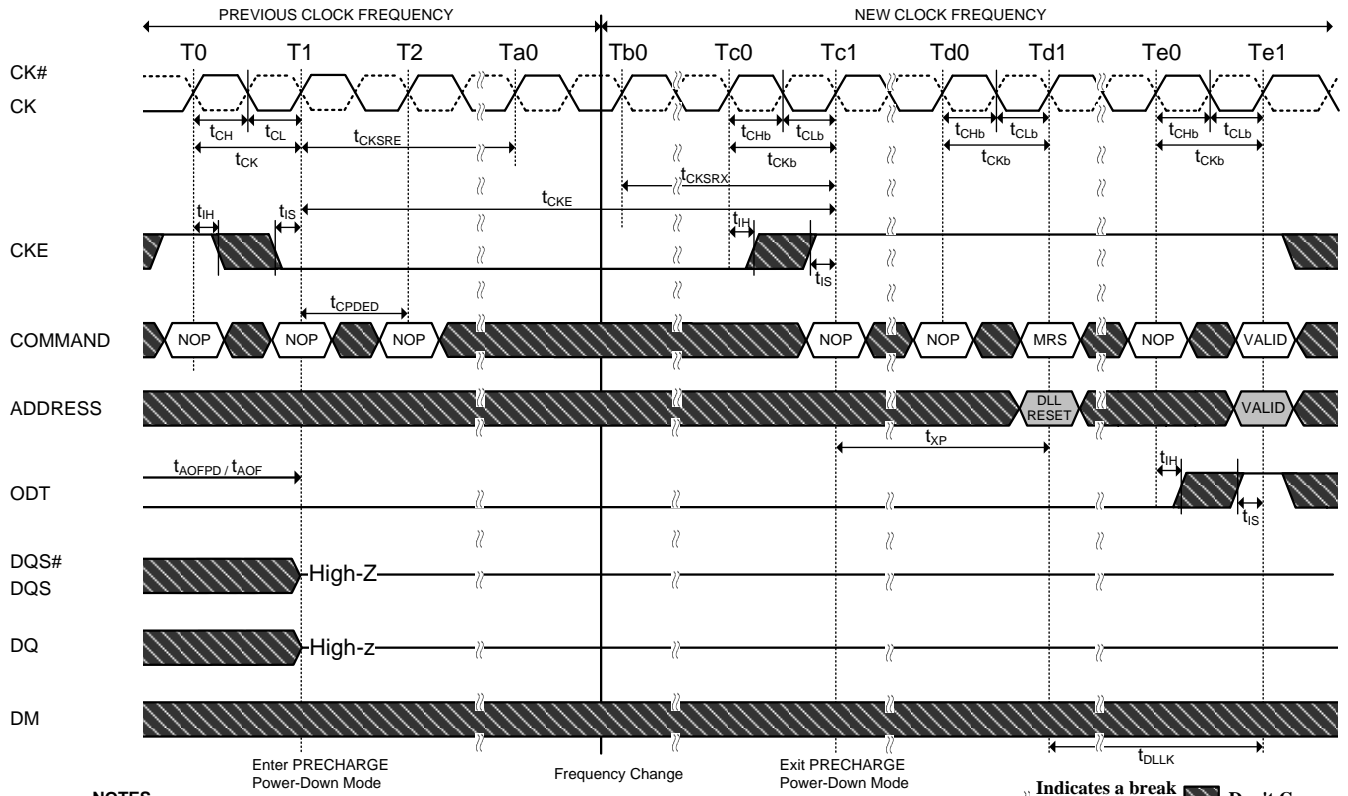 PREVIOUS CLOCK FREQUENCY NEW CLOCK FREQUENCY
T0 T1 T2 Ta0 Tb0 Tc0 Tc1 Td0 Td1 Te0 Te1
CK#
CK
tCH tCL tCHb tCLb tCHb tCLb tCHb tCLb
tCK tCKSRE tCKb tCKb tCKb
tCKSRX
tCKE
tIH tIS tIH
CKE
tIS
tCPDED
COMMAND NOP NOP NOP NOP NOP MRS NOP VALID
ADDRESS DLL RESET VALID
tXP
tAOFPD / tAOF tIH
ODT
tIS
DQS#
DQS
High-Z
DQ High-z
DM
tDLLK
Enter PRECHARGE
Power-Down Mode
Frequency Change
Exit PRECHARGE
Power-Down Mode
Indicates a break